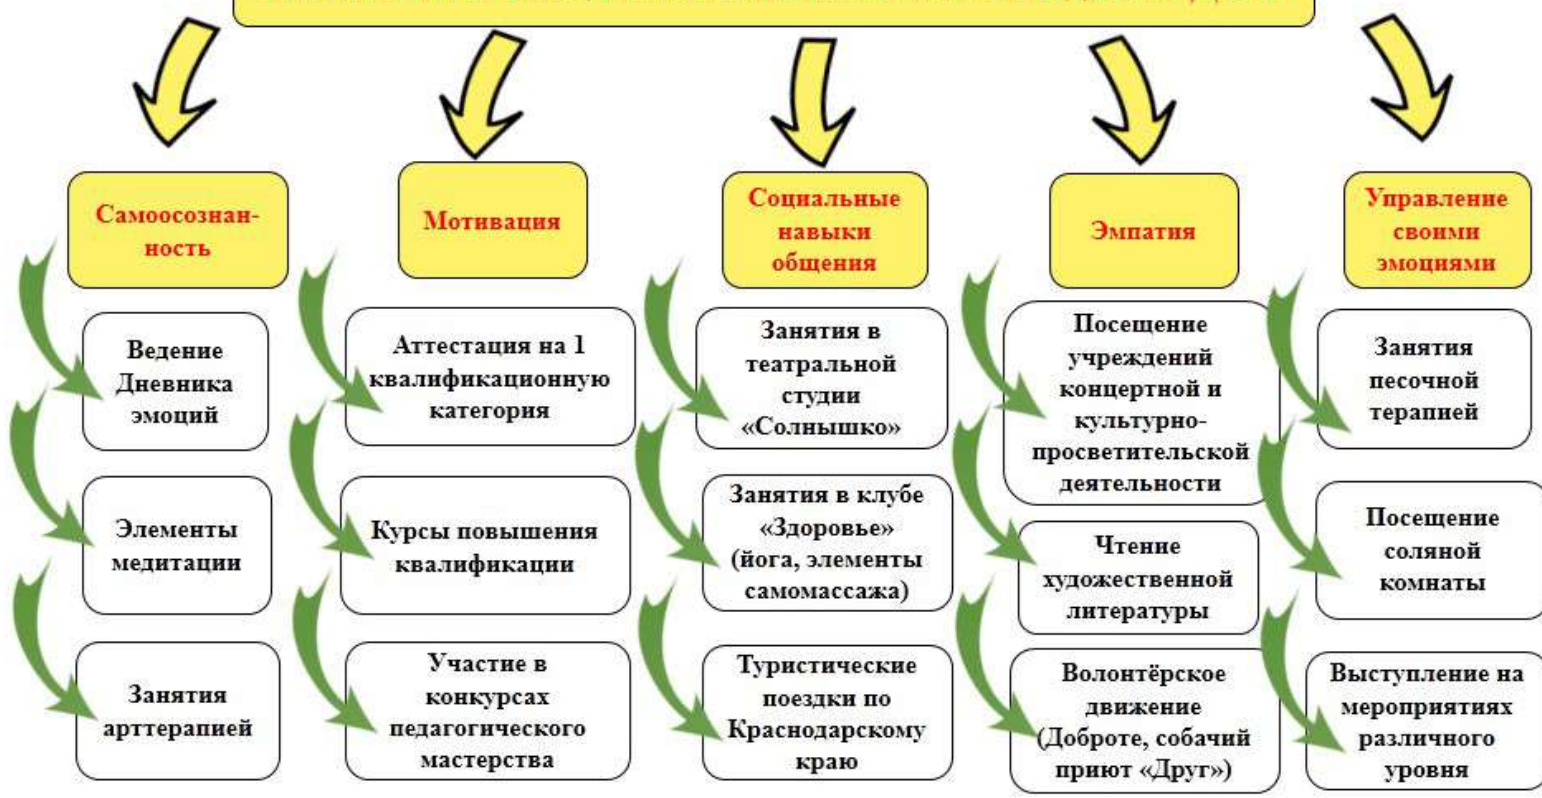 Самоосознан-
ность
Ведение
Дневника
эмоций
Элементы
медитации
Занятия
арттерапией
Мотивация
Аттестация на 1
квалификационную
категория
Курсы повышения
квалификации
Участие в
конкурсах
педагогического
мастерства
Социальные
навыки
общения
Занятия в
театральной
студии
«Солнышко»
Занятия в клубе
«Здоровье»
(йога, элементы
самомассажа)
Туристические
поездки по
Краснодарскому
краю
Эмпатия
Посещение
учреждений
концертной и
культурно-
просветительской
деятельности
Чтение
художественной
литературы
Волонтёрское
движение
(Доброте, собачий
приют «Друг»)
Управление
своими
эмоциями
Занятия
песочной
терапией
Посещение
соляной
комнаты
Выступление на
мероприятиях
различного
уровня